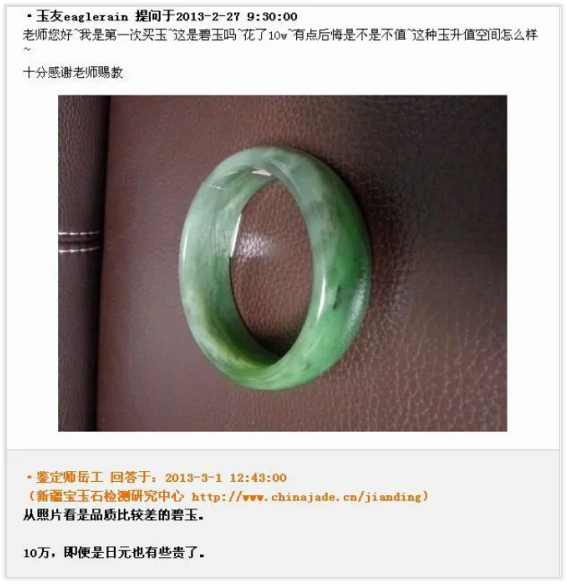 ·玉友eaglerain 提问于2013-2-27 9:30:00
老师您好~我是第一次买玉~这是碧玉吗~花了10w~有点后悔是不是不值~这种玉升值空间怎么样
~
十分感谢老师赐教
·鉴定师岳工 回答于：2013-3-1 12:43:00
（新疆宝玉石检测研究中心 http://www.chinajade.cn/jianding）
从照片看是品质比较差的碧玉。
10万，即便是日元也有些贵了。